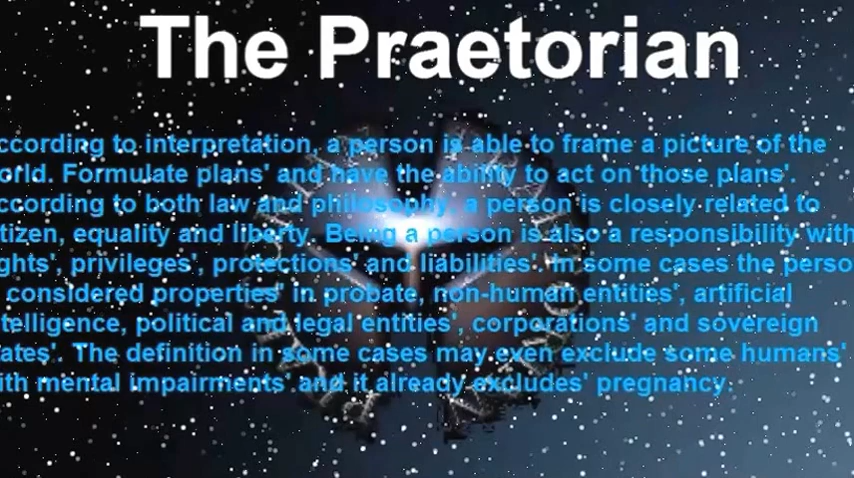 The Praetorian
ccording to interpretation, a person is able to frame a picture of the
orld. Formulate plans' and have the ability to act on those plans'.
ccording to both law and philosophy, a person is closely related to
tizen, equality and liberty. Being a person is also a responsibility with
ghts', privileges', protections' and liabilities'. In some cases the perso
considered properties' in probate, non-human entities', artificial
telligence, political and legal entities', corporations' and sovereign
ates'. The definition in some cases may even exclude some humans'
ith mental impairments' and it already excludes' pregnancy.